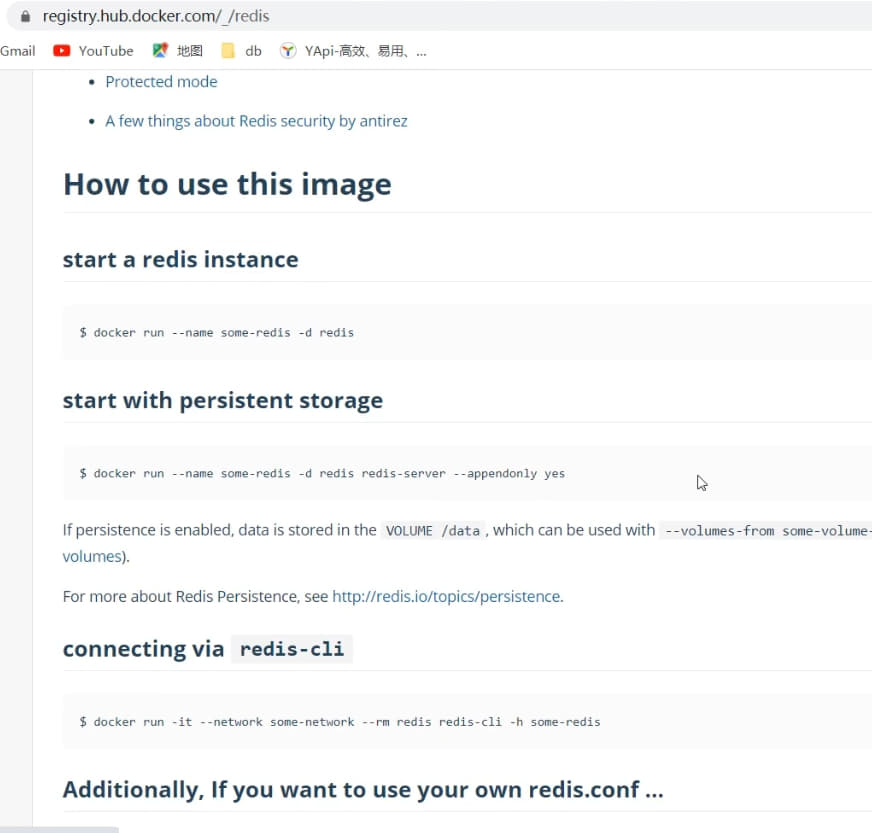 registry.hub.docker.com/_/redis
Gmail YouTube 地图 db YApi-高效、易用、...
Protected mode
A few things about Redis security by antirez
How to use this image
start a redis instance
$ docker run --name some-redis -d redis
start with persistent storage
$ docker run --name some-redis -d redis redis-server --appendonly yes
If persistence is enabled, data is stored in the VOLUME /data , which can be used with --volumes-from some-volume-
volumes).
For more about Redis Persistence, see http://redis.io/topics/persistence.
connecting via redis-cli
$ docker run -it --network some-network --rm redis redis-cli -h some-redis
Additionally, If you want to use your own redis.conf ...